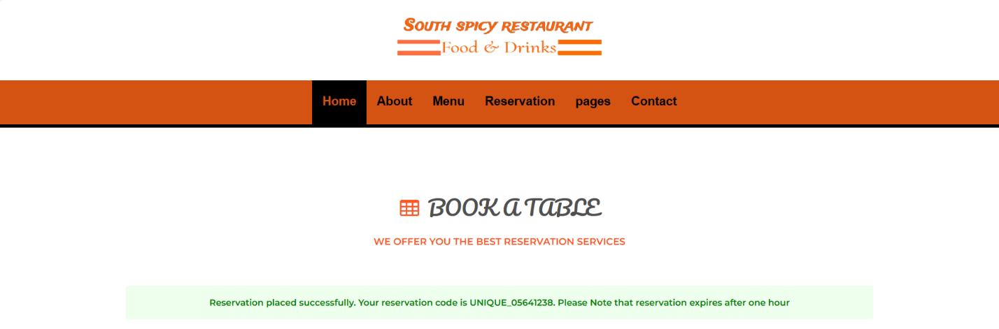 South spicy restaurant
Food & Drinks
Home About Menu Reservation pages Contact
BOOK A TABLE
WE OFFER YOU THE BEST RESERVATION SERVICES
Reservation placed successfully. Your reservation code is UNIQUE_05641238. Please Note that reservation expires after one hour